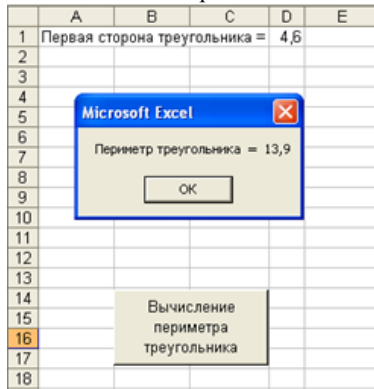 A B C D E
1 Первая сторона треугольника = 4,6
2
3
4
5
6
7
8
9
10
11
12
13
14
15
16
17
18
Microsoft Excel
Периметр треугольника = 13,9
OK
Вычисление
периметра
треугольника